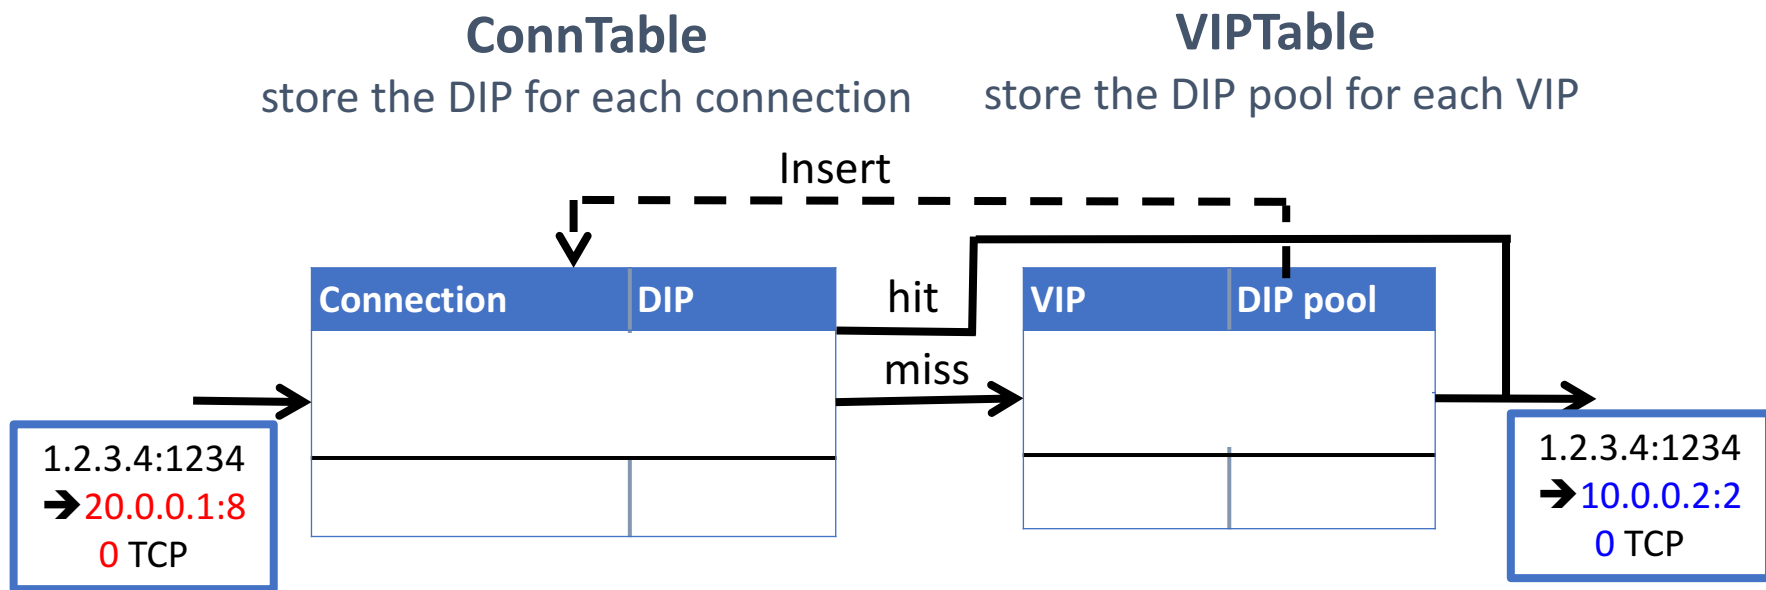 ConnTable
store the DIP for each connection
VIPTable
store the DIP pool for each VIP
Insert
Connection DIP
hit
miss
VIP DIP pool
1.2.3.4:1234
➔20.0.0.1:8
0 TCP
1.2.3.4:1234
➔10.0.0.2:2
0 TCP